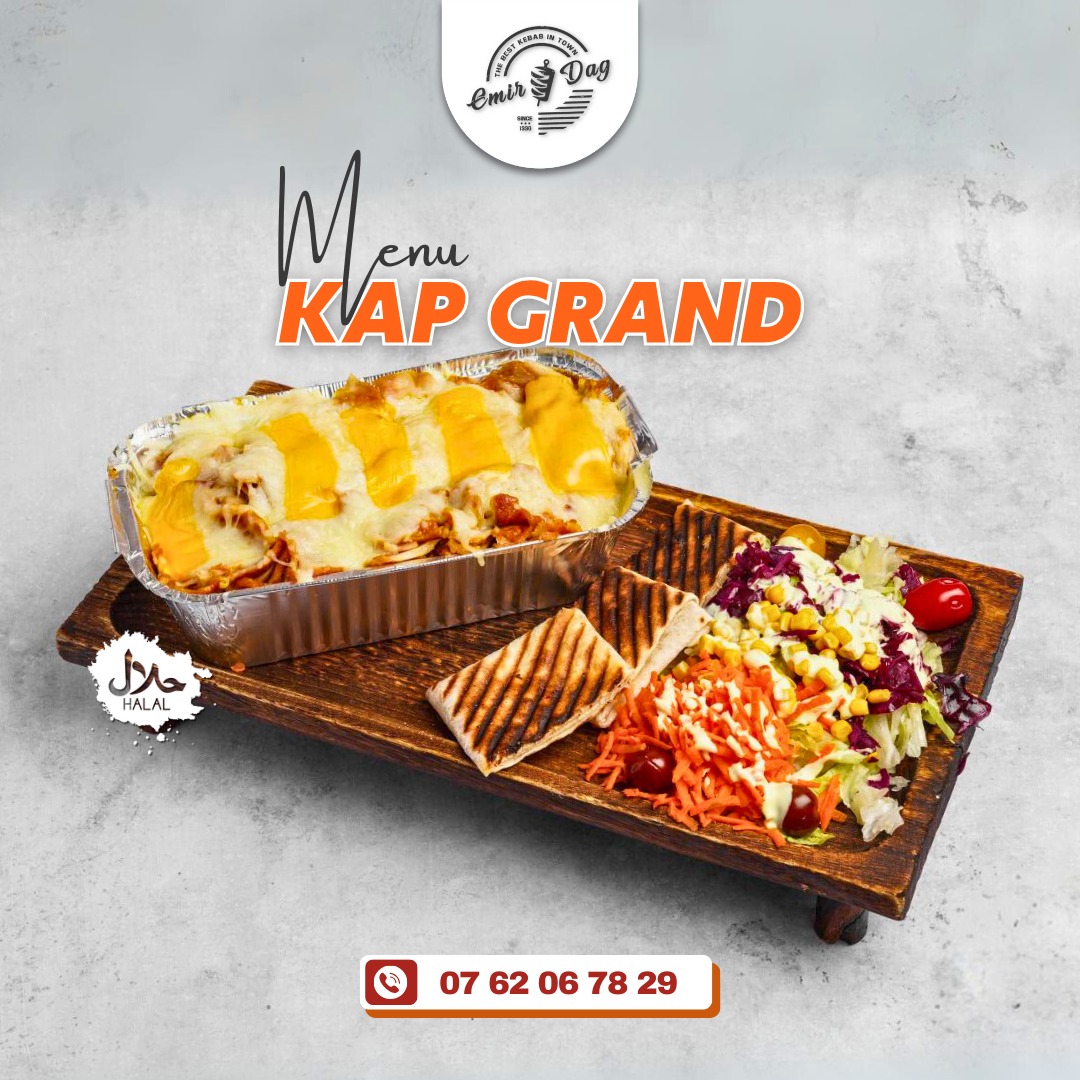 THE BEST KEBAB IN TOWN
Emir Dag
SINCE
1990
Menu
KAP GRAND
حلال
HALAL
07 62 06 78 29